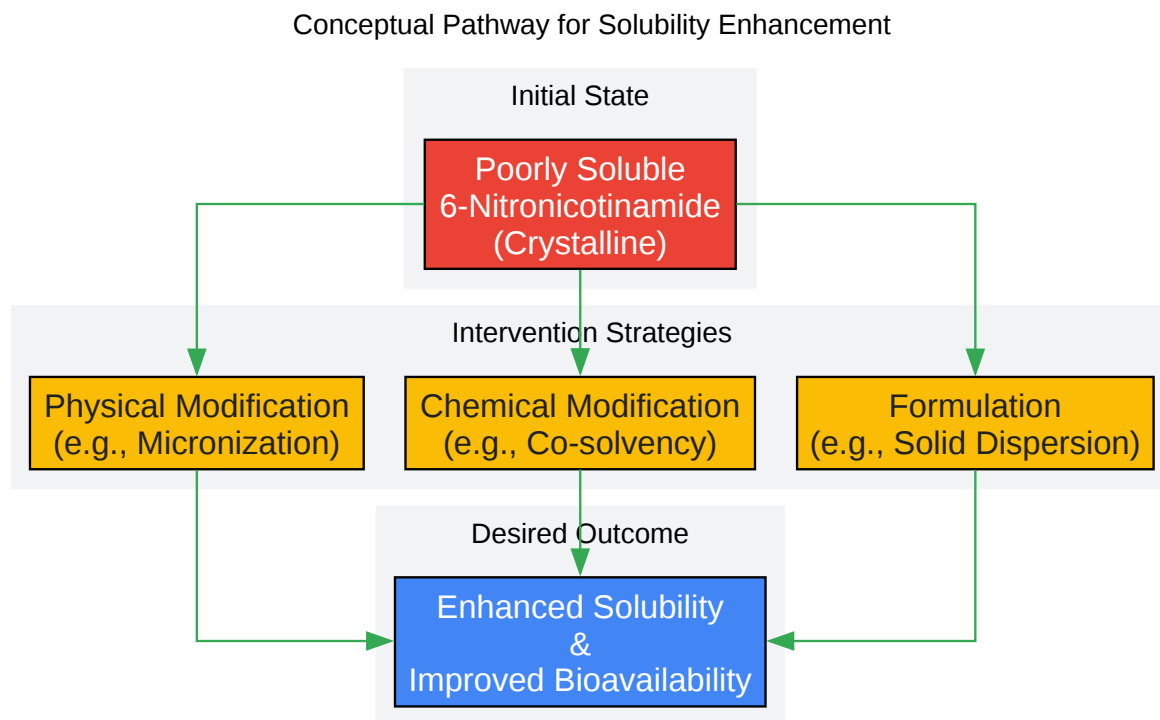 Conceptual Pathway for Solubility Enhancement
Initial State
Poorly Soluble
6-Nitronicotinamide
(Crystalline)
Intervention Strategies
Physical Modification
(e.g., Micronization)
Chemical Modification
(e.g., Co-solvency)
Formulation
(e.g., Solid Dispersion)
Desired Outcome
Enhanced Solubility
&
Improved Bioavailability